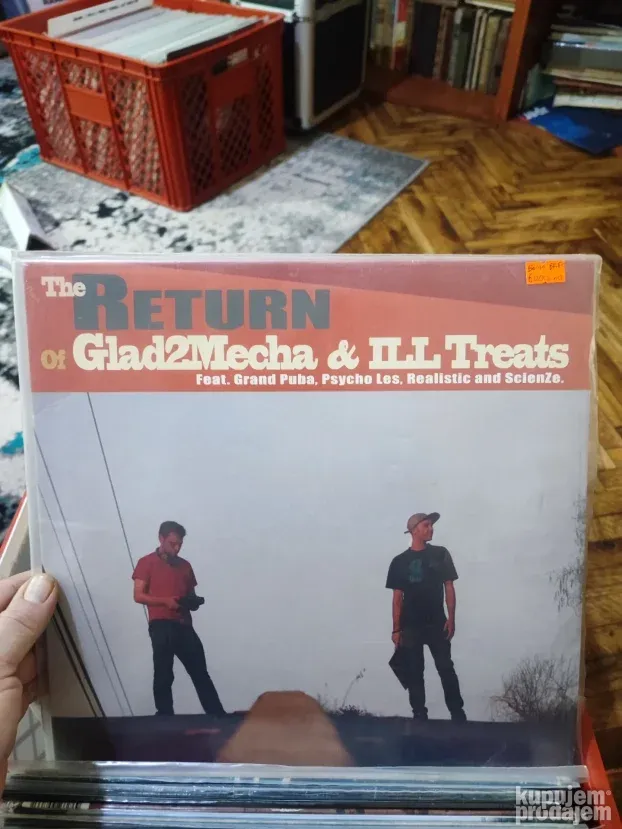 The RETURN
Of Glad2Mecha & ILL Treats
Feat. Grand Puba, Psycho Les, Realistic and ScienZe.
kupujem
prodajem